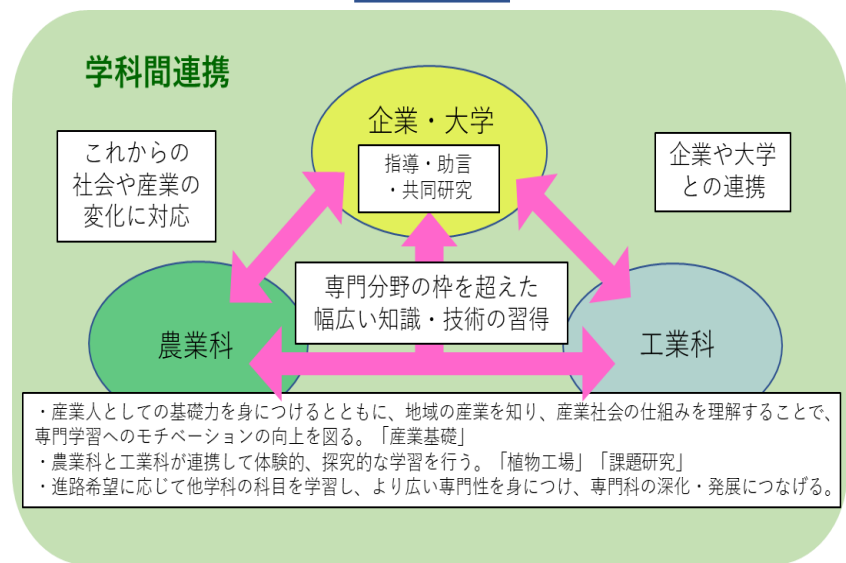 学科間連携
企業・大学
指導・助言
・共同研究
これからの
社会や産業の
変化に対応
企業や大学
との連携
専門分野の枠を超えた
幅広い知識・技術の習得
農業科
工業科
・産業人としての基礎力を身につけるとともに、地域の産業を知り、産業社会の仕組みを理解することで、
専門学習へのモチベーションの向上を図る。「産業基礎」
・農業科と工業科が連携して体験的、探究的な学習を行う。「植物工場」「課題研究」
・進路希望に応じて他学科の科目を学習し、より広い専門性を身につけ、専門科の深化・発展につなげる。